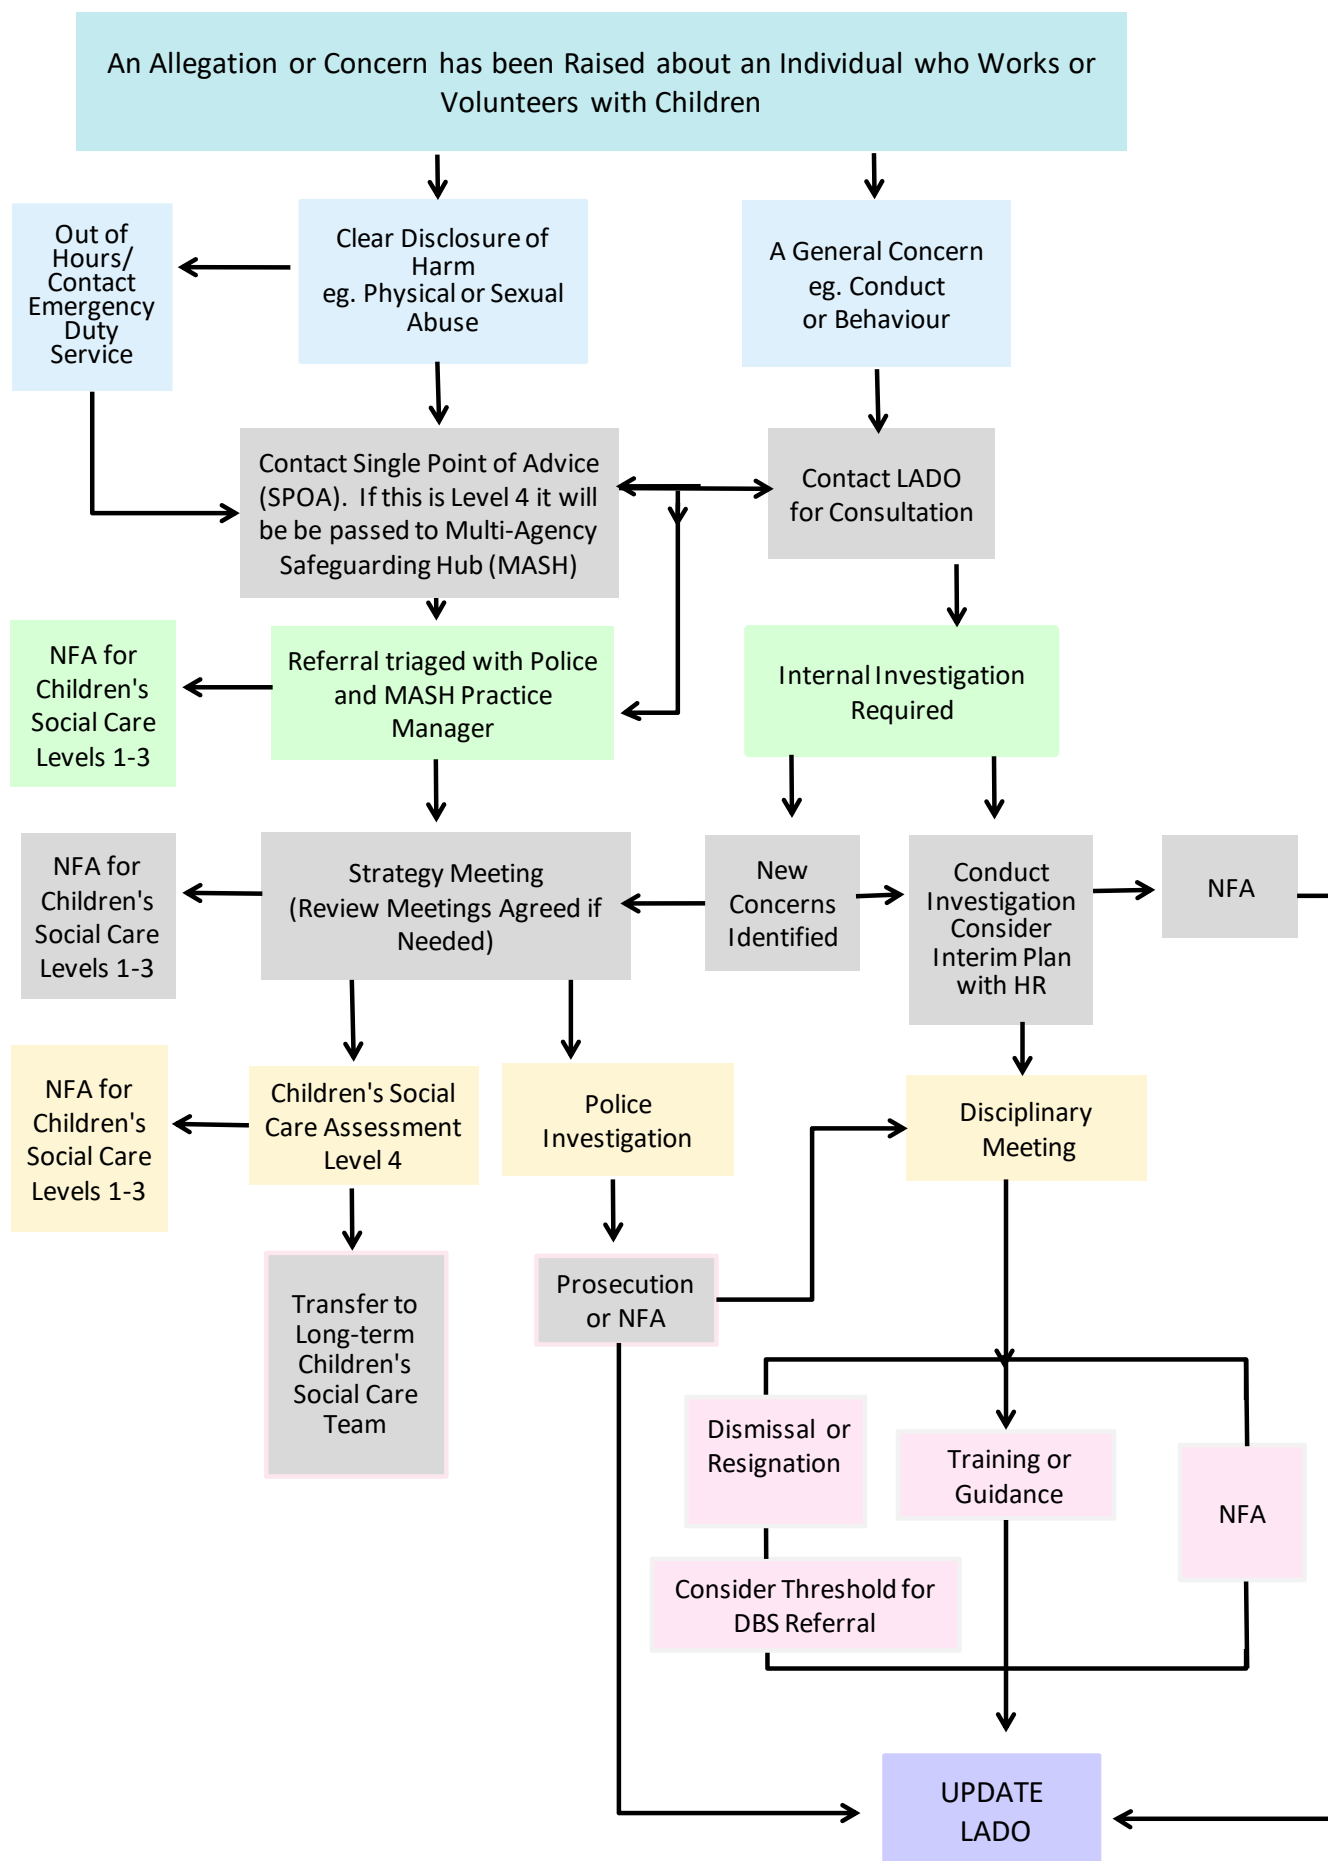 An Allegation or Concern has been Raised about an Individual who Works or
Volunteers with Children
Out of
Hours/
Contact
Emergency
Duty
Service
Clear Disclosure of
Harm
eg. Physical or Sexual
Abuse
A General Concern
eg. Conduct
or Behaviour
Contact Single Point of Advice
(SPOA). If this is Level 4 it will
be be passed to Multi-Agency
Safeguarding Hub (MASH)
Contact LADO
for Consultation
NFA for
Children's
Social Care
Levels 1-3
Referral triaged with Police
and MASH Practice
Manager
Internal Investigation
Required
NFA for
Children's
Social Care
Levels 1-3
Strategy Meeting
(Review Meetings Agreed if
Needed)
New
Concerns
Identified
Conduct
Investigation
Consider
Interim Plan
with HR
NFA
NFA for
Children's
Social Care
Levels 1-3
Children's Social
Care Assessment
Level 4
Police
Investigation
Disciplinary
Meeting
Transfer to
Long-term
Children's
Social Care
Team
Prosecution
or NFA
Dismissal or
Resignation
Training or
Guidance
NFA
Consider Threshold for
DBS Referral
UPDATE
LADO